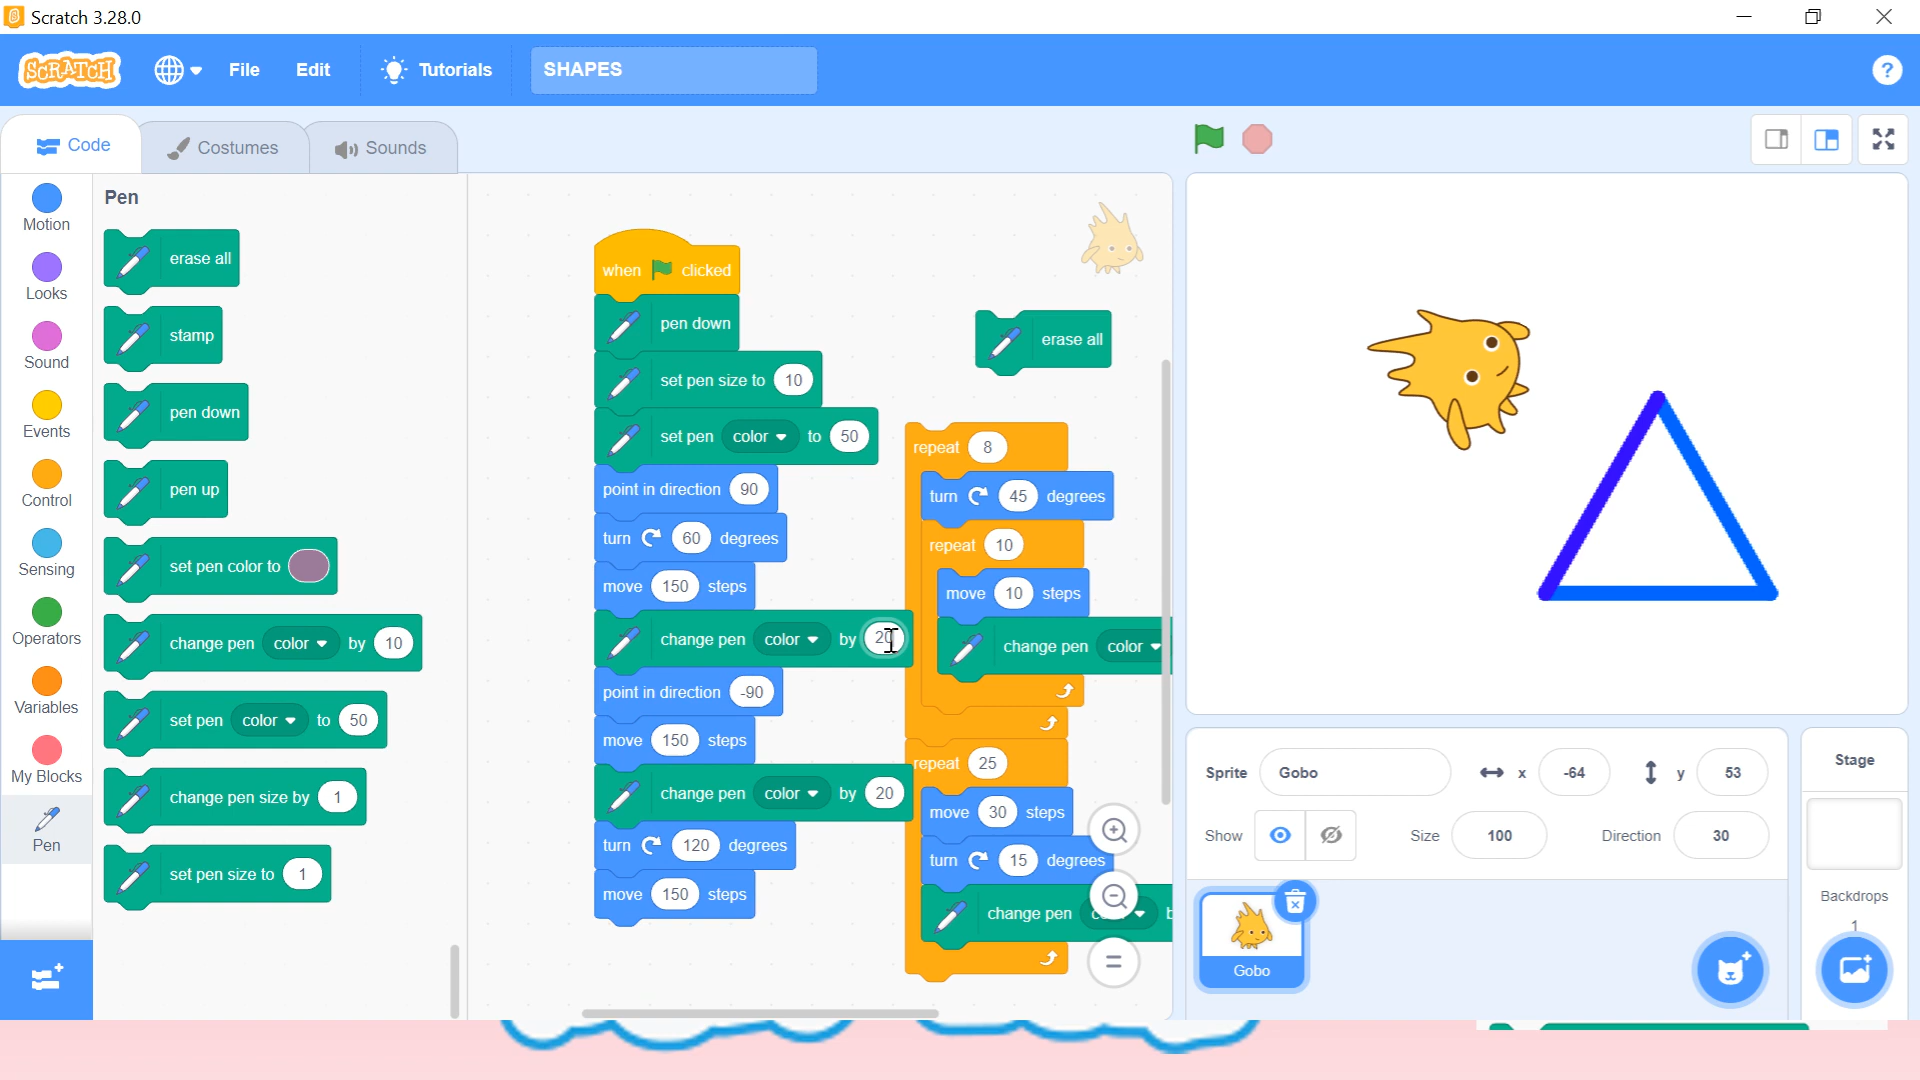 Scratch 3.28.0
SCRATCH
File
Edit
Tutorials
SHAPES
?
Code
Costumes
Sounds
Motion
Looks
Sound
Events
Control
Sensing
Operators
Variables
My Blocks
Pen
Pen
erase all
stamp
pen down
pen up
set pen color to
change pen color by 10
set pen color to 50
change pen size by 1
set pen size to 1
when clicked
pen down
set pen size to 10
set pen color to 50
point in direction 90
turn 60 degrees
move 150 steps
change pen color by 20
point in direction -90
move 150 steps
change pen color by 20
turn 120 degrees
move 150 steps
erase all
repeat 8
turn 45 degrees
repeat 10
move 10 steps
change pen color
repeat 25
move 30 steps
turn 15 degrees
change pen
Sprite Gobo x -64 y 53
Show Size 100 Direction 30
Gobo
Stage
Backdrops
1